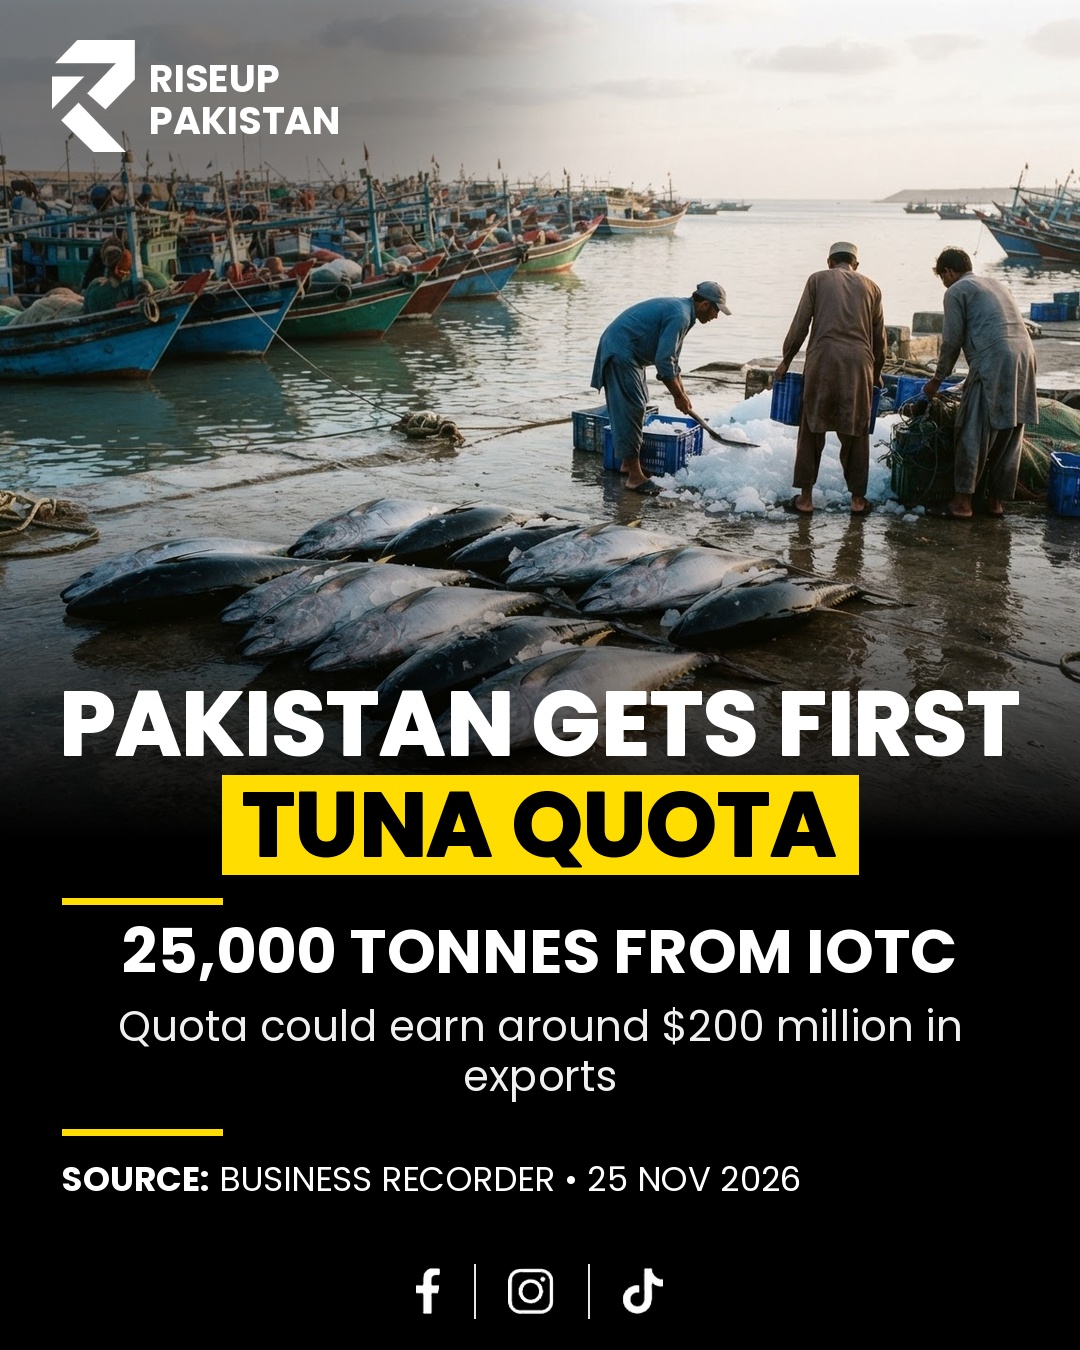 RISEUP
PAKISTAN
PAKISTAN GETS FIRST
TUNA QUOTA
25,000 TONNES FROM IOTC
Quota could earn around $200 million in
exports
SOURCE: BUSINESS RECORDER • 25 NOV 2026